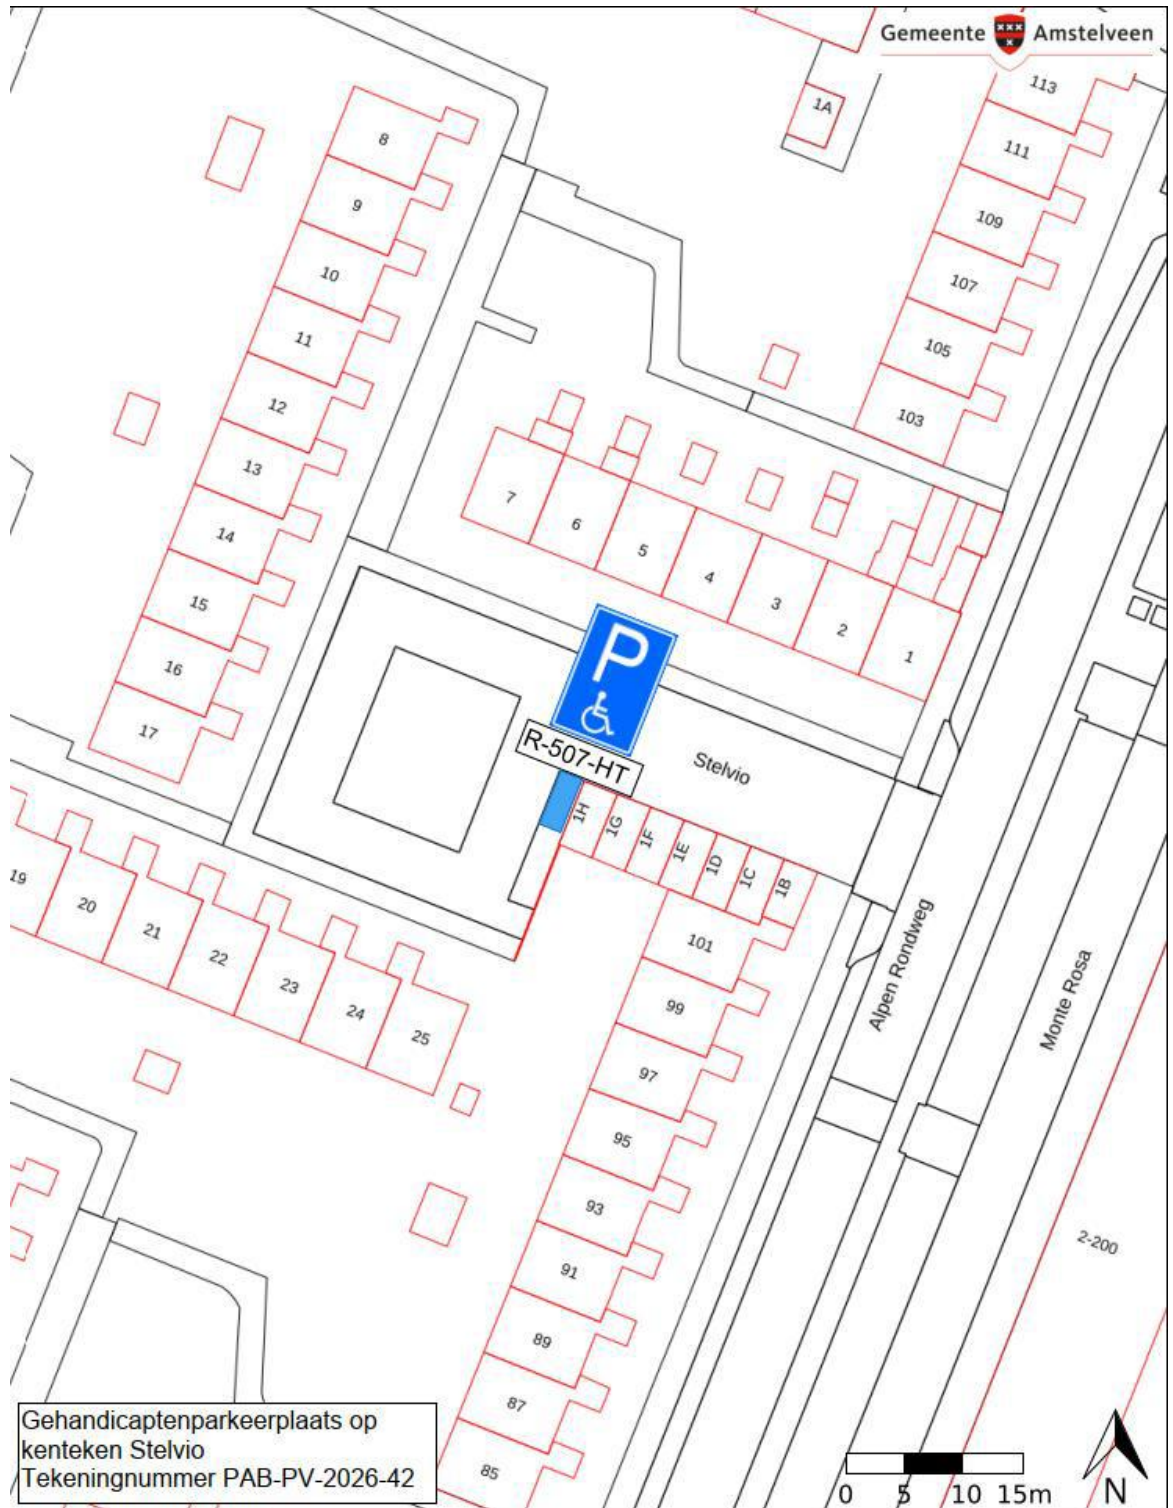 Gemeente Amstelveen
1A
113
111
109
107
105
103
8
9
10
11
12
13
14
15
16
17
7
6
5
4
3
2
1
P
R-507-HT
Stelvio
1H
1G
1F
1E
1D
1C
1B
19
20
21
22
23
24
25
101
99
97
95
93
91
89
87
85
Alpen Rondweg
Monte Rosa
2-200
Gehandicaptenparkeerplaats op
kenteken Stelvio
Tekeningnummer PAB-PV-2026-42
0 5 10 15m
N